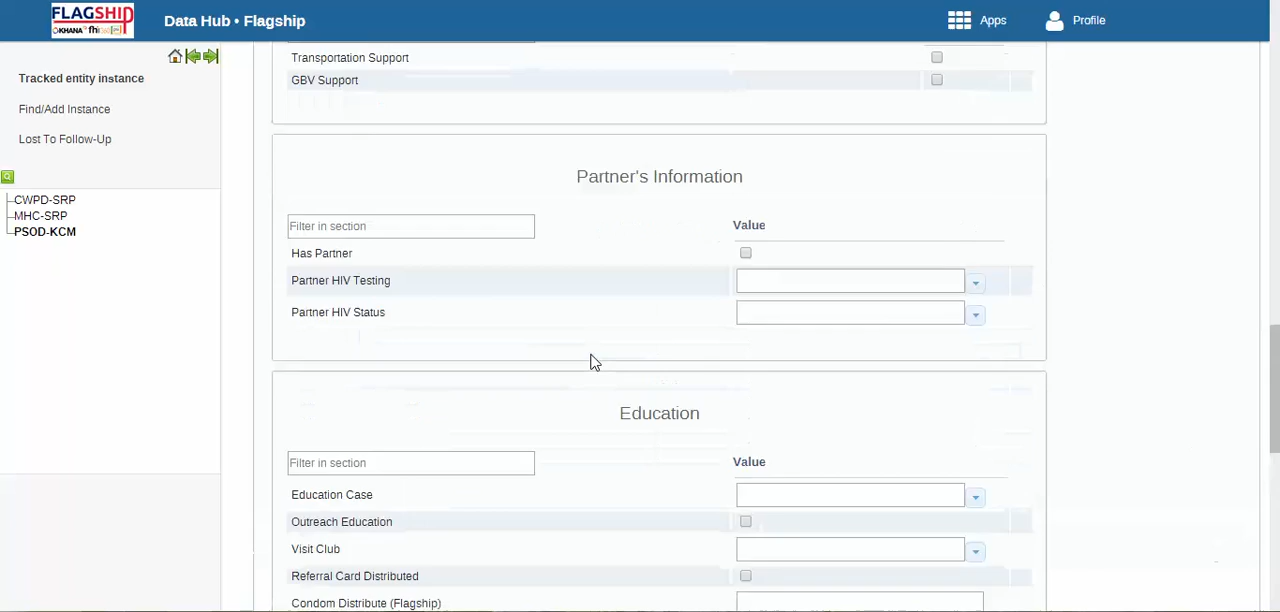 FLAGSHIP
KHANA fhi360
Data Hub • Flagship
Apps
Profile
Tracked entity instance
Find/Add Instance
Lost To Follow-Up
CWPD-SRP
MHC-SRP
PSOD-KCM
Transportation Support
GBV Support
Partner's Information
Filter in section
Value
Has Partner
Partner HIV Testing
Partner HIV Status
Education
Filter in section
Value
Education Case
Outreach Education
Visit Club
Referral Card Distributed
Condom Distribute (Flagship)